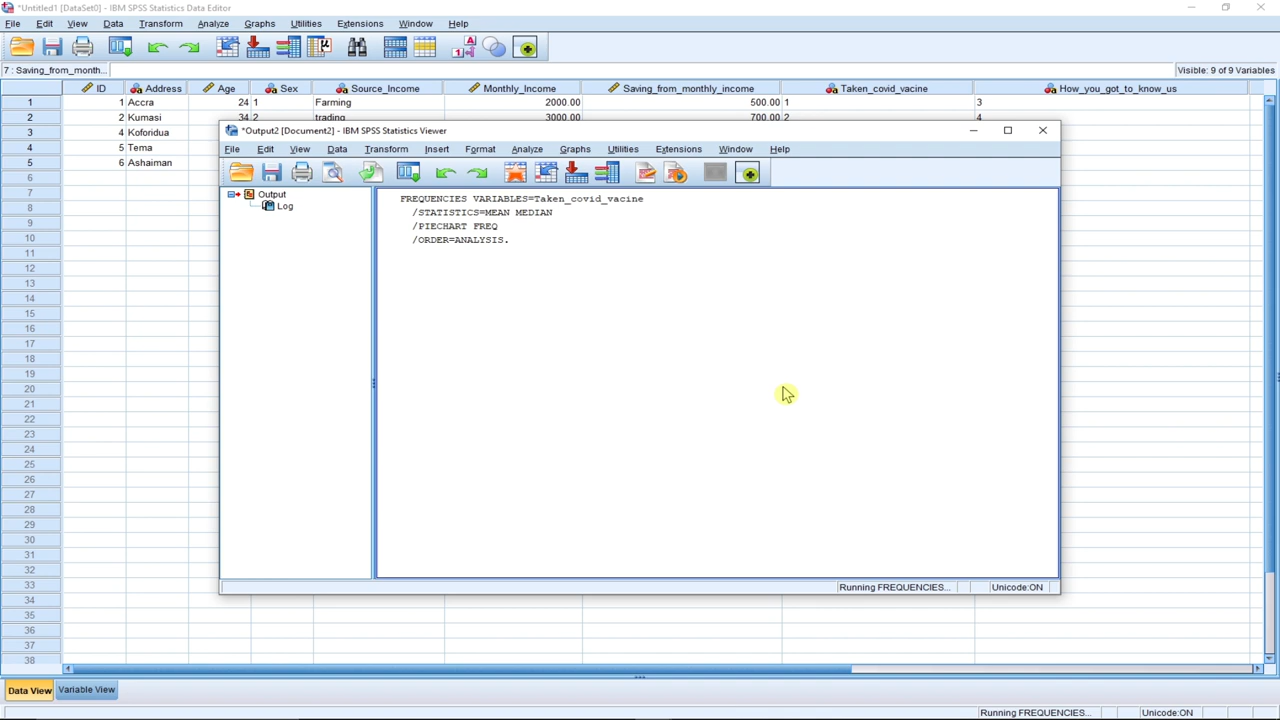 *Untitled1 [DataSet0] - IBM SPSS Statistics Data Editor
File Edit View Data Transform Analyze Graphs Utilities Extensions Window Help
7 : Saving_from_month... Visible: 9 of 9 Variables
ID Address Age Sex Source_Income Monthly_Income Saving_from_monthly_income Taken_covid_vacine How_you_got_to_know_us
1 1 Accra 24 1 Farming 2000.00 500.00 1 3
2 2 Kumasi 34 2 trading 3000.00 700.00 2 4
3 4 Koforidua
4 5 Tema
5 6 Ashaiman
6
7
8
9
10
11
12
13
14
15
16
17
18
19
20
21
22
23
24
25
26
27
28
29
30
31
32
33
34
35
36
37
38
*Output2 [Document2] - IBM SPSS Statistics Viewer
File Edit View Data Transform Insert Format Analyze Graphs Utilities Extensions Window Help
Output
Log
FREQUENCIES VARIABLES=Taken_covid_vacine
/STATISTICS=MEAN MEDIAN
/PIECHART FREQ
/ORDER=ANALYSIS.
Running FREQUENCIES... Unicode:ON
Data View Variable View
Running FREQUENCIES... Unicode:ON